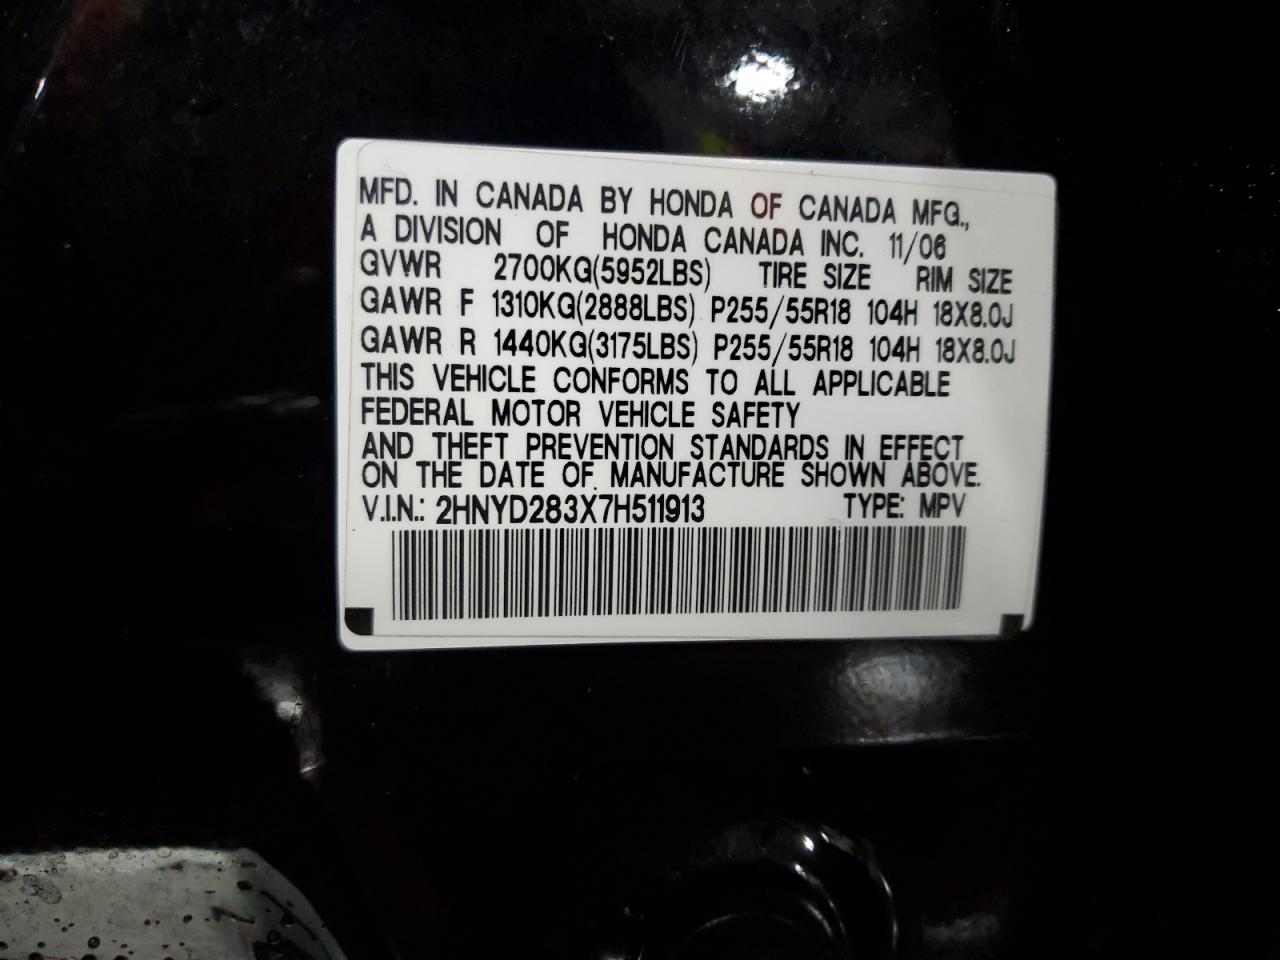 MFD. IN CANADA BY HONDA OF CANADA MFG.,
A DIVISION OF HONDA CANADA INC. 11/06
GVWR 2700KG(5952LBS) TIRE SIZE RIM SIZE
GAWR F 1310KG(2888LBS) P255/55R18 104H 18X8.0J
GAWR R 1440KG(3175LBS) P255/55R18 104H 18X8.0J
THIS VEHICLE CONFORMS TO ALL APPLICABLE
FEDERAL MOTOR VEHICLE SAFETY
AND THEFT PREVENTION STANDARDS IN EFFECT
ON THE DATE OF MANUFACTURE SHOWN ABOVE.
V.I.N.: 2HNYD283X7H511913 TYPE: MPV